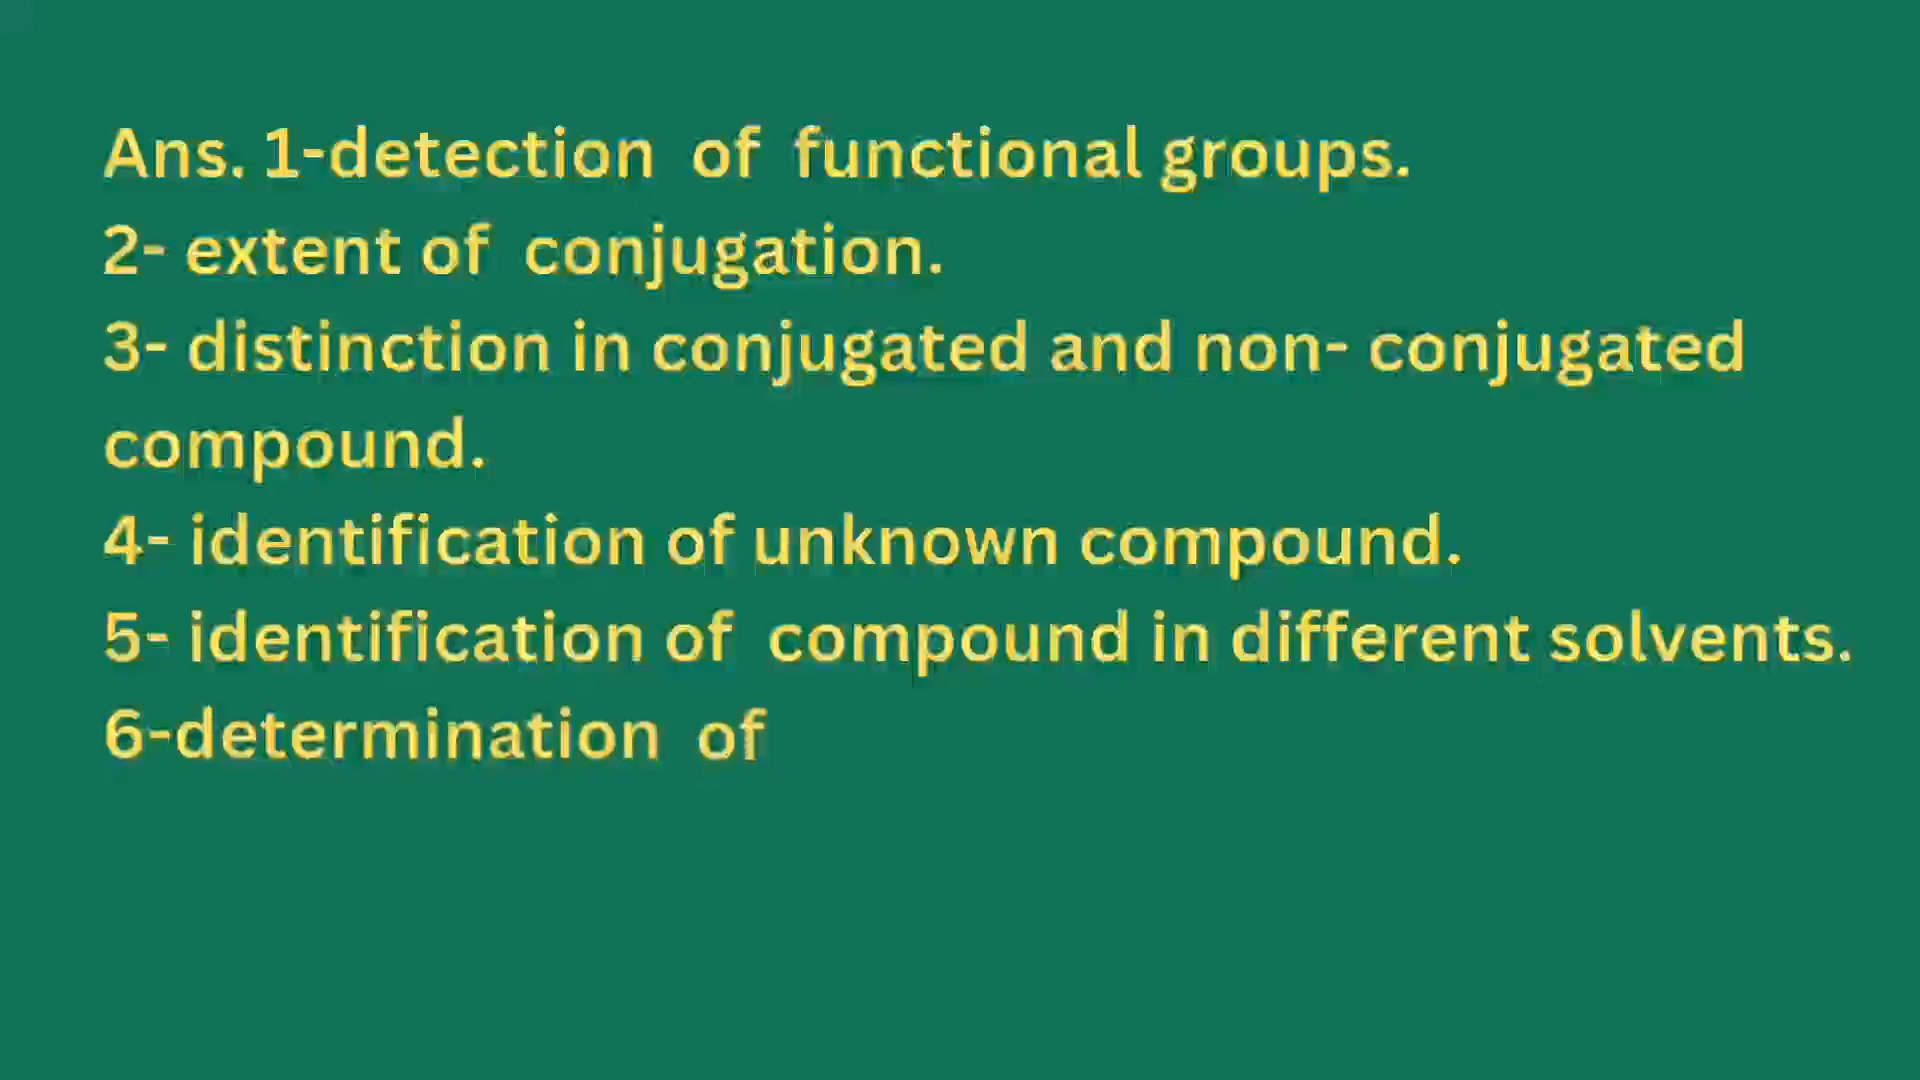 Ans. 1-detection of functional groups.
2- extent of conjugation.
3- distinction in conjugated and non- conjugated
compound.
4- identification of unknown compound.
5- identification of compound in different solvents.
6-determination of